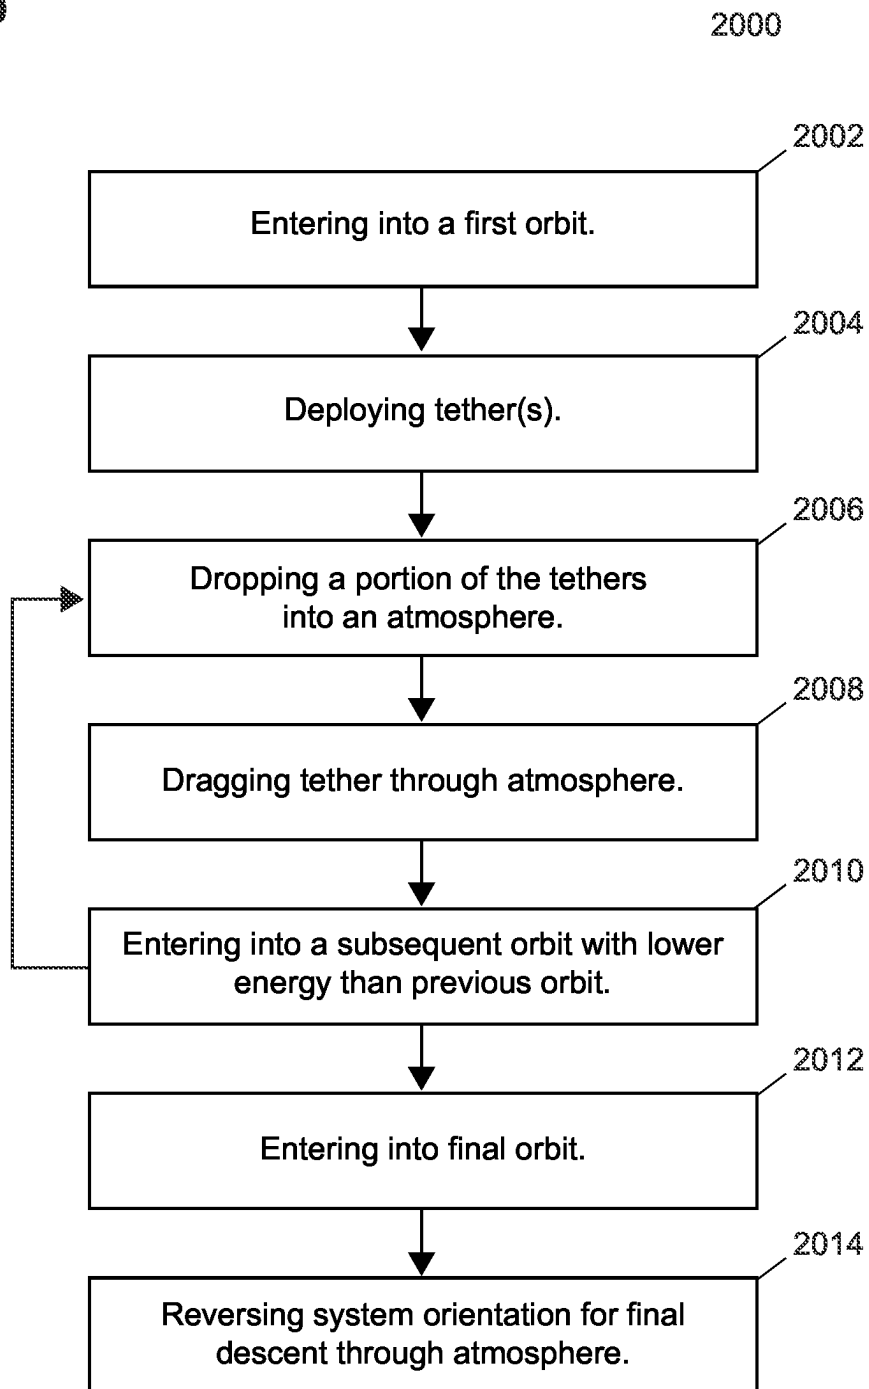 2000
2002
Entering into a first orbit.
2004
Deploying tether(s).
2006
Dropping a portion of the tethers
into an atmosphere.
2008
Dragging tether through atmosphere.
2010
Entering into a subsequent orbit with lower
energy than previous orbit.
2012
Entering into final orbit.
2014
Reversing system orientation for final
descent through atmosphere.